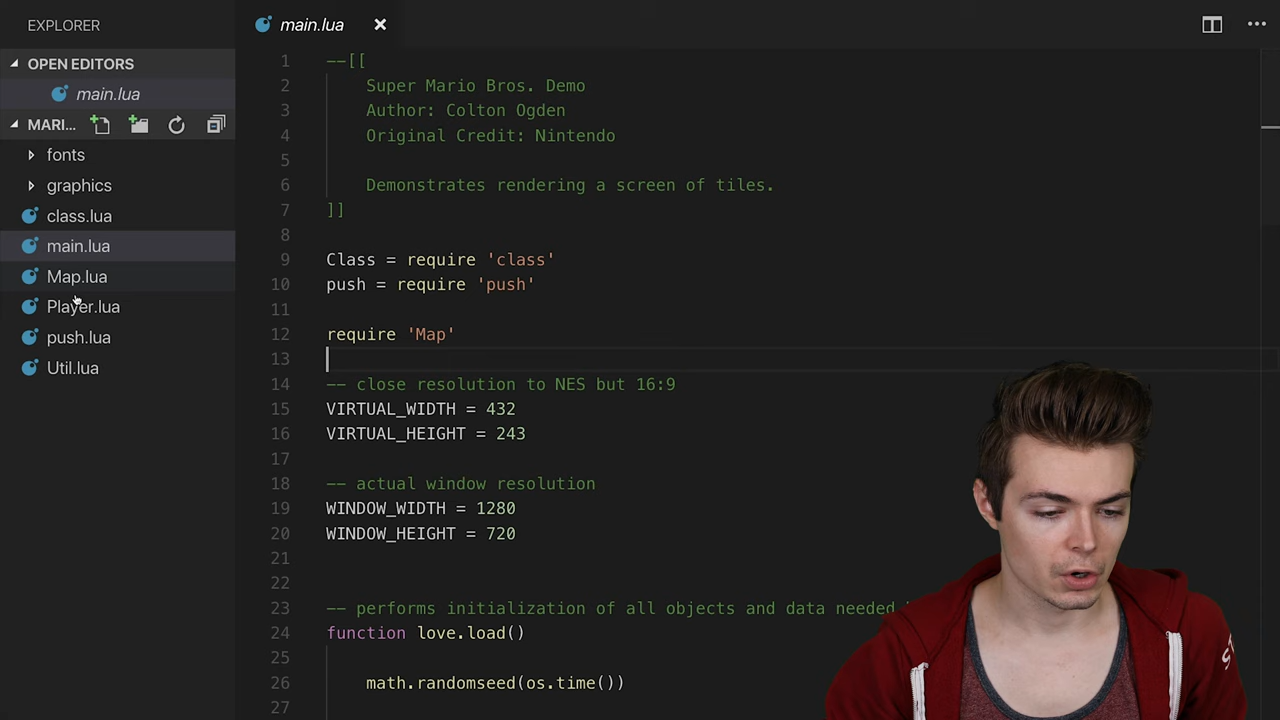 EXPLORER
OPEN EDITORS
main.lua
MARI...
fonts
graphics
class.lua
main.lua
Map.lua
Player.lua
push.lua
Util.lua
main.lua
1 --[[
2 Super Mario Bros. Demo
3 Author: Colton Ogden
4 Original Credit: Nintendo
5
6 Demonstrates rendering a screen of tiles.
7 ]]
8
9 Class = require 'class'
10 push = require 'push'
11
12 require 'Map'
13
14 -- close resolution to NES but 16:9
15 VIRTUAL_WIDTH = 432
16 VIRTUAL_HEIGHT = 243
17
18 -- actual window resolution
19 WINDOW_WIDTH = 1280
20 WINDOW_HEIGHT = 720
21
22
23 -- performs initialization of all objects and data needed
24 function love.load()
25
26 math.randomseed(os.time())
27